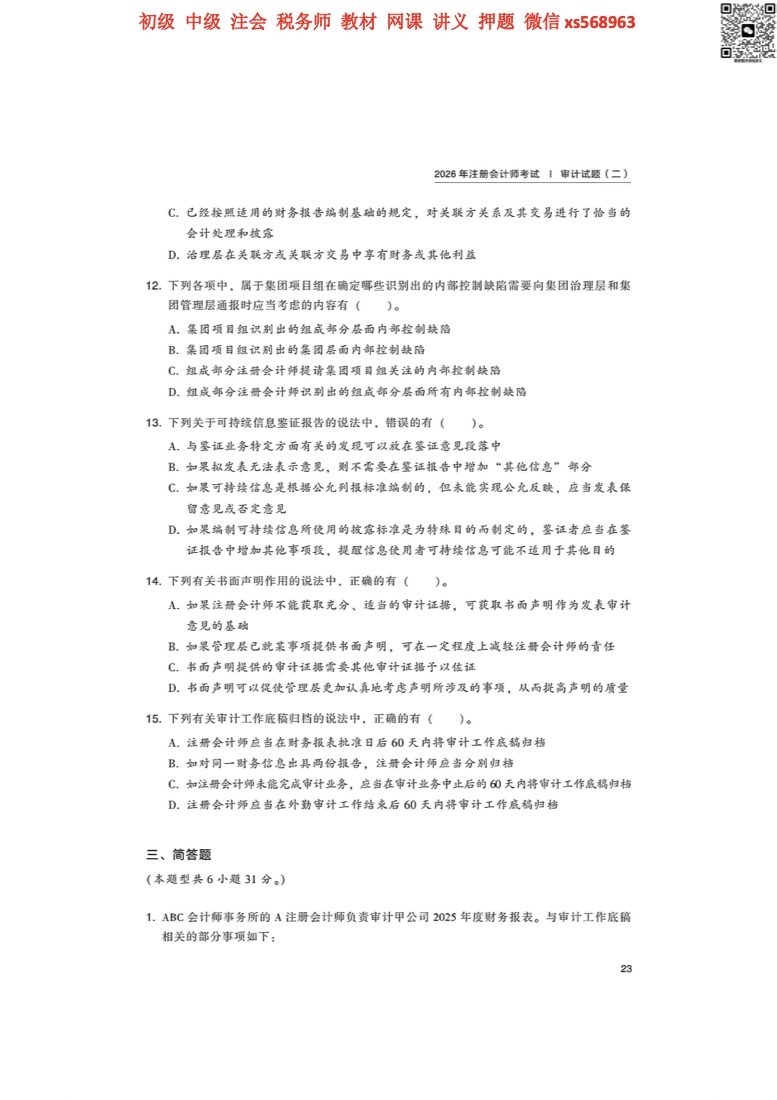 初级 中级 注会 税务师 教材 网课 讲义 押题 微信 xs568963
2026 年注册会计师考试 | 审计试题(二)
C. 已经按照适用的财务报告编制基础的规定，对关联方关系及其交易进行了恰当的
会计处理和披露
D. 治理层在关联方或关联方交易中享有财务或其他利益
12. 下列各项中，属于集团项目组在确定哪些识别出的内部控制缺陷需要向集团治理层和集
团管理层通报时应当考虑的内容有（　　）。
A. 集团项目组识别出的组成部分层面内部控制缺陷
B. 集团项目组识别出的集团层面内部控制缺陷
C. 组成部分注册会计师提请集团项目组关注的内部控制缺陷
D. 组成部分注册会计师识别出的组成部分层面所有内部控制缺陷
13. 下列关于可持续信息鉴证报告的说法中，错误的有（　　）。
A. 与鉴证业务特定方面有关的发现可以放在鉴证意见段落中
B. 如果拟发表无法表示意见，则不需要在鉴证报告中增加“其他信息”部分
C. 如果可持续信息是根据公允列报标准编制的，但未能实现公允反映，应当发表保
留意见或否定意见
D. 如果编制可持续信息所使用的披露标准是为特殊目的而制定的，鉴证者应当在鉴
证报告中增加其他事项段，提醒信息使用者可持续信息可能不适用于其他目的
14. 下列有关书面声明作用的说法中，正确的有（　　）。
A. 如果注册会计师不能获取充分、适当的审计证据，可获取书面声明作为发表审计
意见的基础
B. 如果管理层已就某事项提供书面声明，可在一定程度上减轻注册会计师的责任
C. 书面声明提供的审计证据需要其他审计证据予以佐证
D. 书面声明可以促使管理层更加认真地考虑声明所涉及的事项，从而提高声明的质量
15. 下列有关审计工作底稿归档的说法中，正确的有（　　）。
A. 注册会计师应当在财务报表批准日后 60 天内将审计工作底稿归档
B. 如对同一财务信息出具两份报告，注册会计师应当分别归档
C. 如注册会计师未能完成审计业务，应当在审计业务中止后的 60 天内将审计工作底稿归档
D. 注册会计师应当在外勤审计工作结束后 60 天内将审计工作底稿归档
三、简答题
（本题型共 6 小题 31 分。）
1. ABC 会计师事务所的 A 注册会计师负责审计甲公司 2025 年度财务报表。与审计工作底稿
相关的部分事项如下：
23